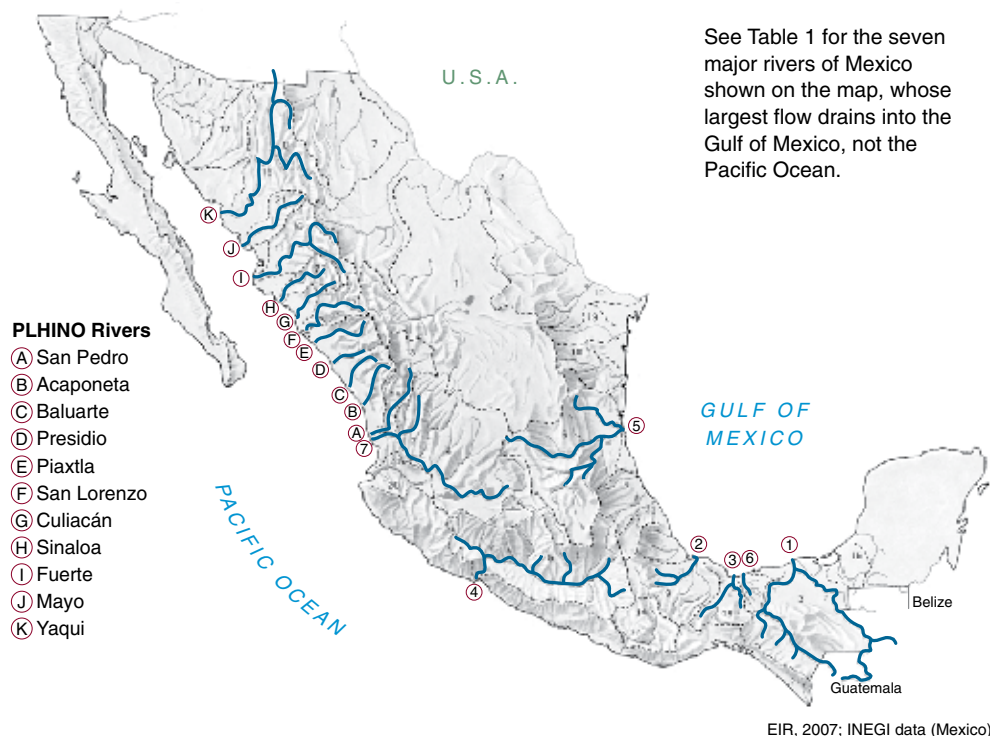 See Table 1 for the seven
major rivers of Mexico
shown on the map, whose
largest flow drains into the
Gulf of Mexico, not the
Pacific Ocean.
U.S.A.
K
J
I
H
G
F
E
D
C
B
A
7
PLHINO Rivers
A San Pedro
B Acaponeta
C Baluarte
D Presidio
E Piaxtla
F San Lorenzo
G Culiacán
H Sinaloa
I Fuerte
J Mayo
K Yaqui
GULF OF
MEXICO
5
PACIFIC OCEAN
2
3
6
1
4
Belize
Guatemala
EIR, 2007; INEGI data (Mexico)